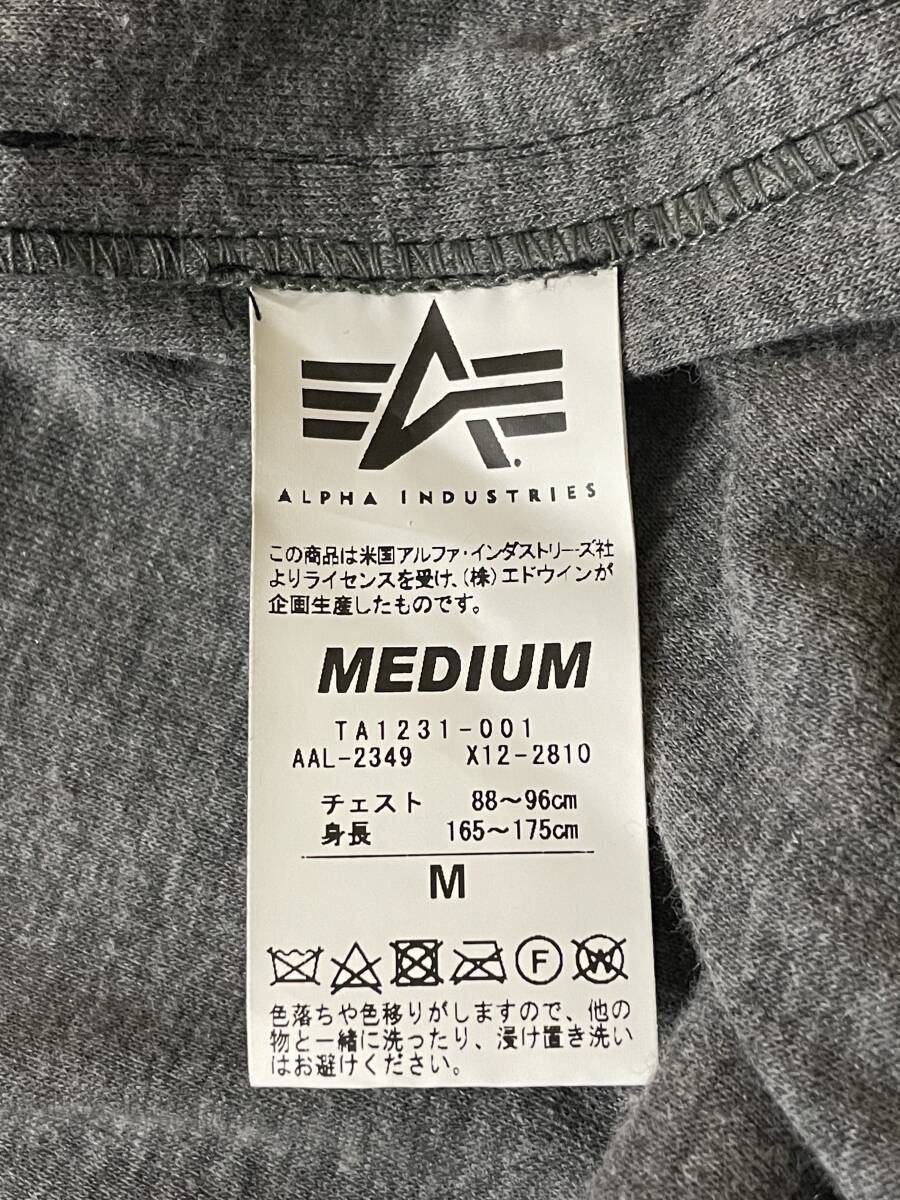 ALPHA INDUSTRIES
この商品は米国アルファ・インダストリーズ社
よりライセンスを受け、(株)エドウインが
企画生産したものです。
MEDIUM
TA1231-001
AAL-2349 X12-2810
チェスト 88～96cm
身長 165～175cm
M
F W
色落ちや色移りがしますので、他の
物と一緒に洗ったり、浸け置き洗い
はお避けください。